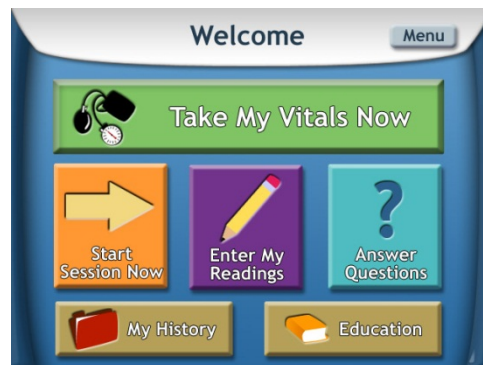 Welcome
Menu
Take My Vitals Now
Start
Session Now
Enter My
Readings
Answer
Questions
My History
Education